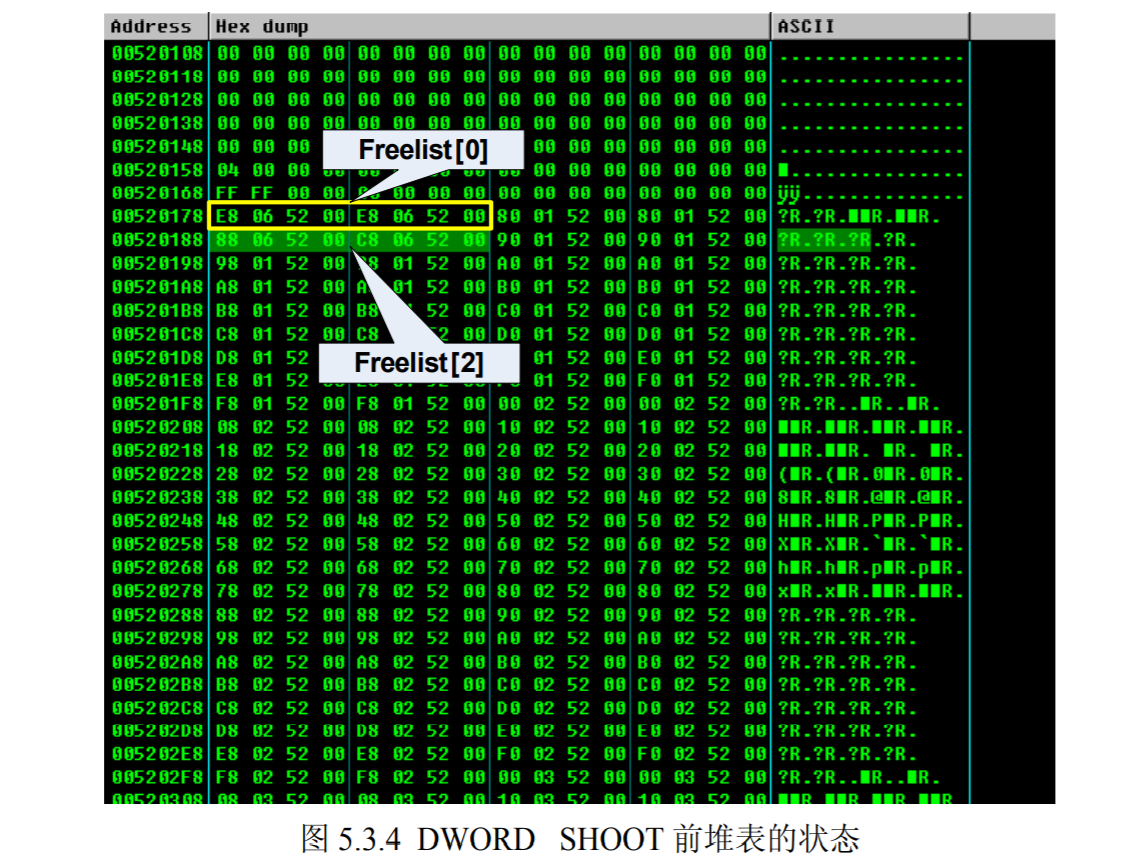 Address Hex dump ASCII
00520108 00 00 00 00 00 00 00 00 00 00 00 00 00 00 00 00 ................
00520118 00 00 00 00 00 00 00 00 00 00 00 00 00 00 00 00 ................
00520128 00 00 00 00 00 00 00 00 00 00 00 00 00 00 00 00 ................
00520138 00 00 00 00 00 00 00 00 00 00 00 00 00 00 00 00 ................
00520148 00 00 00 00 00 00 00 00 ................
Freelist[0]
00520158 04 00 00 00 00 00 00 00 00 00 00 00 00 00 00 00 █...............
00520168 FF FF 00 00 00 00 00 00 00 00 00 00 00 00 00 ÿÿ..............
00520178 E8 06 52 00 E8 06 52 00 80 01 52 00 80 01 52 00 ?R.?R.██R.██R.
00520188 88 06 52 00 C8 06 52 00 90 01 52 00 90 01 52 00 ?R.?R.?R.?R.
00520198 98 01 52 00 98 01 52 00 A0 01 52 00 A0 01 52 00 ?R.?R.?R.?R.
005201A8 A8 01 52 00 A 01 52 00 B0 01 52 00 B0 01 52 00 ?R.?R.?R.?R.
005201B8 B8 01 52 00 B8 52 00 C0 01 52 00 C0 01 52 00 ?R.?R.?R.?R.
005201C8 C8 01 52 00 C8 52 00 D0 01 52 00 D0 01 52 00 ?R.?R.?R.?R.
005201D8 D8 01 52 01 52 00 E0 01 52 00 ?R.?R.?R.?R.
Freelist[2]
005201E8 E8 01 52 01 52 00 F0 01 52 00 ?R.?R.?R.?R.
005201F8 F8 01 52 00 F8 01 52 00 00 02 52 00 00 02 52 00 ?R.?R..█R..█R.
00520208 08 02 52 00 08 02 52 00 10 02 52 00 10 02 52 00 ██R.██R.██R.██R.
00520218 18 02 52 00 18 02 52 00 20 02 52 00 20 02 52 00 ██R.██R. █R. █R.
00520228 28 02 52 00 28 02 52 00 30 02 52 00 30 02 52 00 (█R.(█R.0█R.0█R.
00520238 38 02 52 00 38 02 52 00 40 02 52 00 40 02 52 00 8█R.8█R.@█R.@█R.
00520248 48 02 52 00 48 02 52 00 50 02 52 00 50 02 52 00 H█R.H█R.P█R.P█R.
00520258 58 02 52 00 58 02 52 00 60 02 52 00 60 02 52 00 X█R.X█R.`█R.`█R.
00520268 68 02 52 00 68 02 52 00 70 02 52 00 70 02 52 00 h█R.h█R.p█R.p█R.
00520278 78 02 52 00 78 02 52 00 80 02 52 00 80 02 52 00 x█R.x█R.██R.██R.
00520288 88 02 52 00 88 02 52 00 90 02 52 00 90 02 52 00 ?R.?R.?R.?R.
00520298 98 02 52 00 98 02 52 00 A0 02 52 00 A0 02 52 00 ?R.?R.?R.?R.
005202A8 A8 02 52 00 A8 02 52 00 B0 02 52 00 B0 02 52 00 ?R.?R.?R.?R.
005202B8 B8 02 52 00 B8 02 52 00 C0 02 52 00 C0 02 52 00 ?R.?R.?R.?R.
005202C8 C8 02 52 00 C8 02 52 00 D0 02 52 00 D0 02 52 00 ?R.?R.?R.?R.
005202D8 D8 02 52 00 D8 02 52 00 E0 02 52 00 E0 02 52 00 ?R.?R.?R.?R.
005202E8 E8 02 52 00 E8 02 52 00 F0 02 52 00 F0 02 52 00 ?R.?R.?R.?R.
005202F8 F8 02 52 00 F8 02 52 00 00 03 52 00 00 03 52 00 ?R.?R..█R..█R.
00520308 08 03 52 00 08 03 52 00 10 03 52 00 10 03 52 00 ██R ██R ██R ██R
图 5.3.4 DWORD SHOOT 前堆表的状态